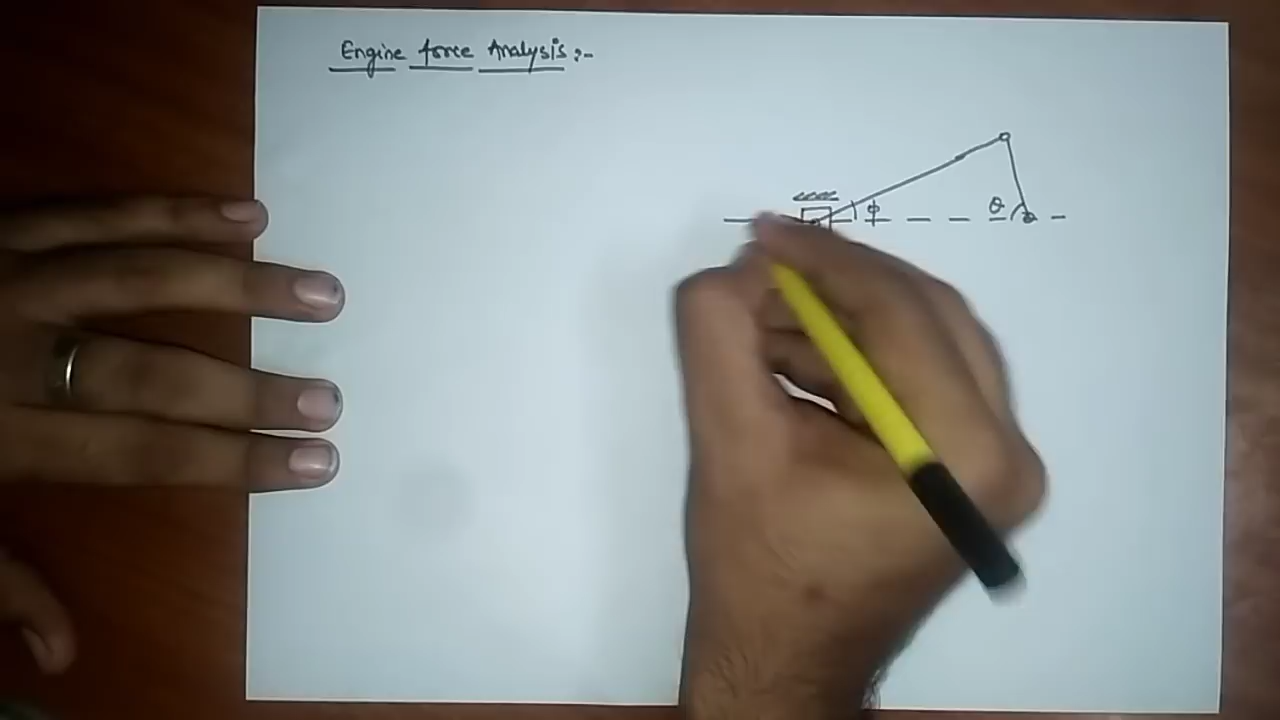 Engine force Analysis:-
ϕ
θ